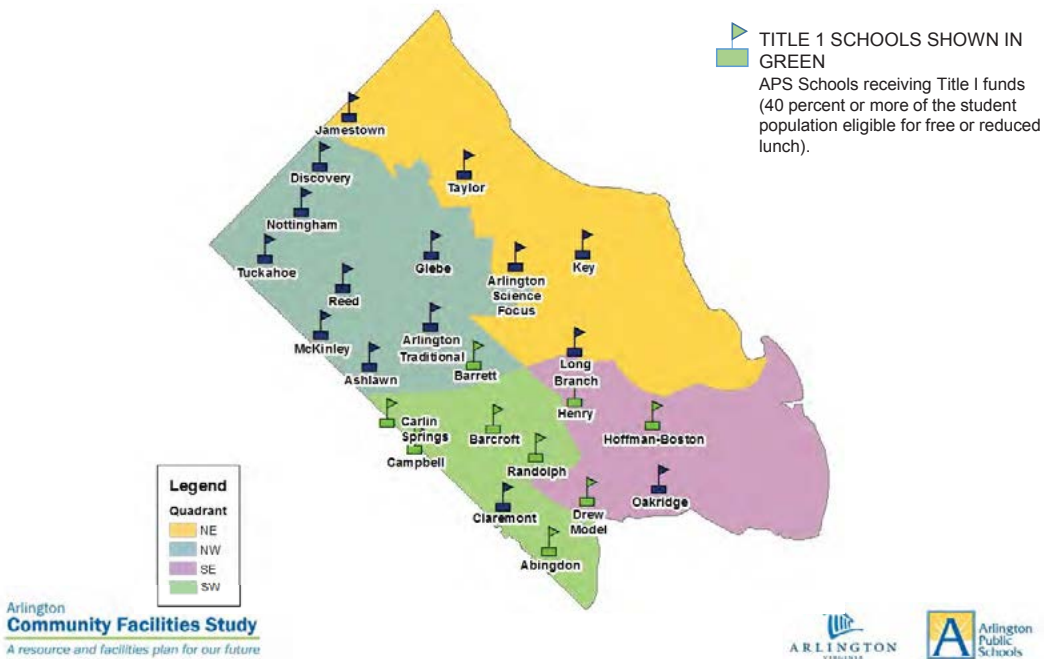 TITLE 1 SCHOOLS SHOWN IN
GREEN
APS Schools receiving Title I funds
(40 percent or more of the student
population eligible for free or reduced
lunch).
Jamestown
Discovery
Taylor
Nottingham
Tuckahoe
Glebe
Arlington
Science
Focus
Key
Reed
McKinley
Arlington
Traditional
Ashlawn
Barrett
Long
Branch
Henry
Carlin
Springs
Campbell
Barcroft
Hoffman-Boston
Randolph
Claremont
Drew
Model
Oakridge
Abingdon
Legend
Quadrant
NE
NW
SE
SW
Arlington
Community Facilities Study
A resource and facilities plan for our future
ARLINGTON
VIRGINIA
A
Arlington
Public
Schools